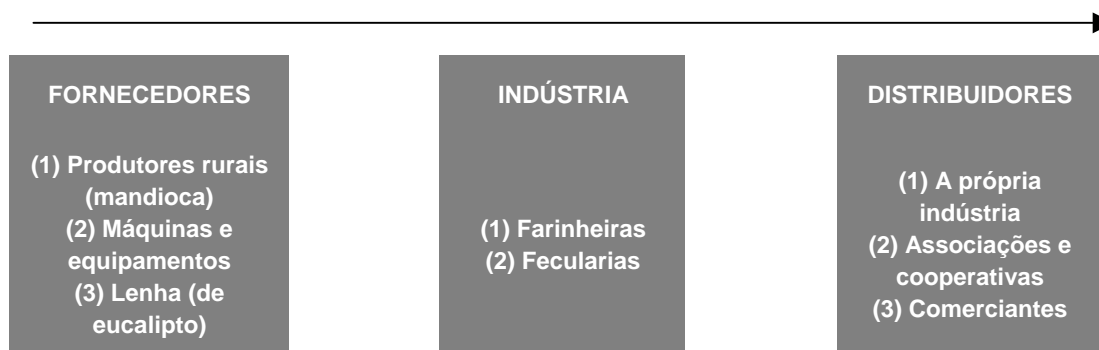 FORNECEDORES
(1) Produtores rurais
(mandioca)
(2) Máquinas e
equipamentos
(3) Lenha (de
eucalipto)
INDÚSTRIA
(1) Farinheiras
(2) Fecularias
DISTRIBUIDORES
(1) A própria
indústria
(2) Associações e
cooperativas
(3) Comerciantes